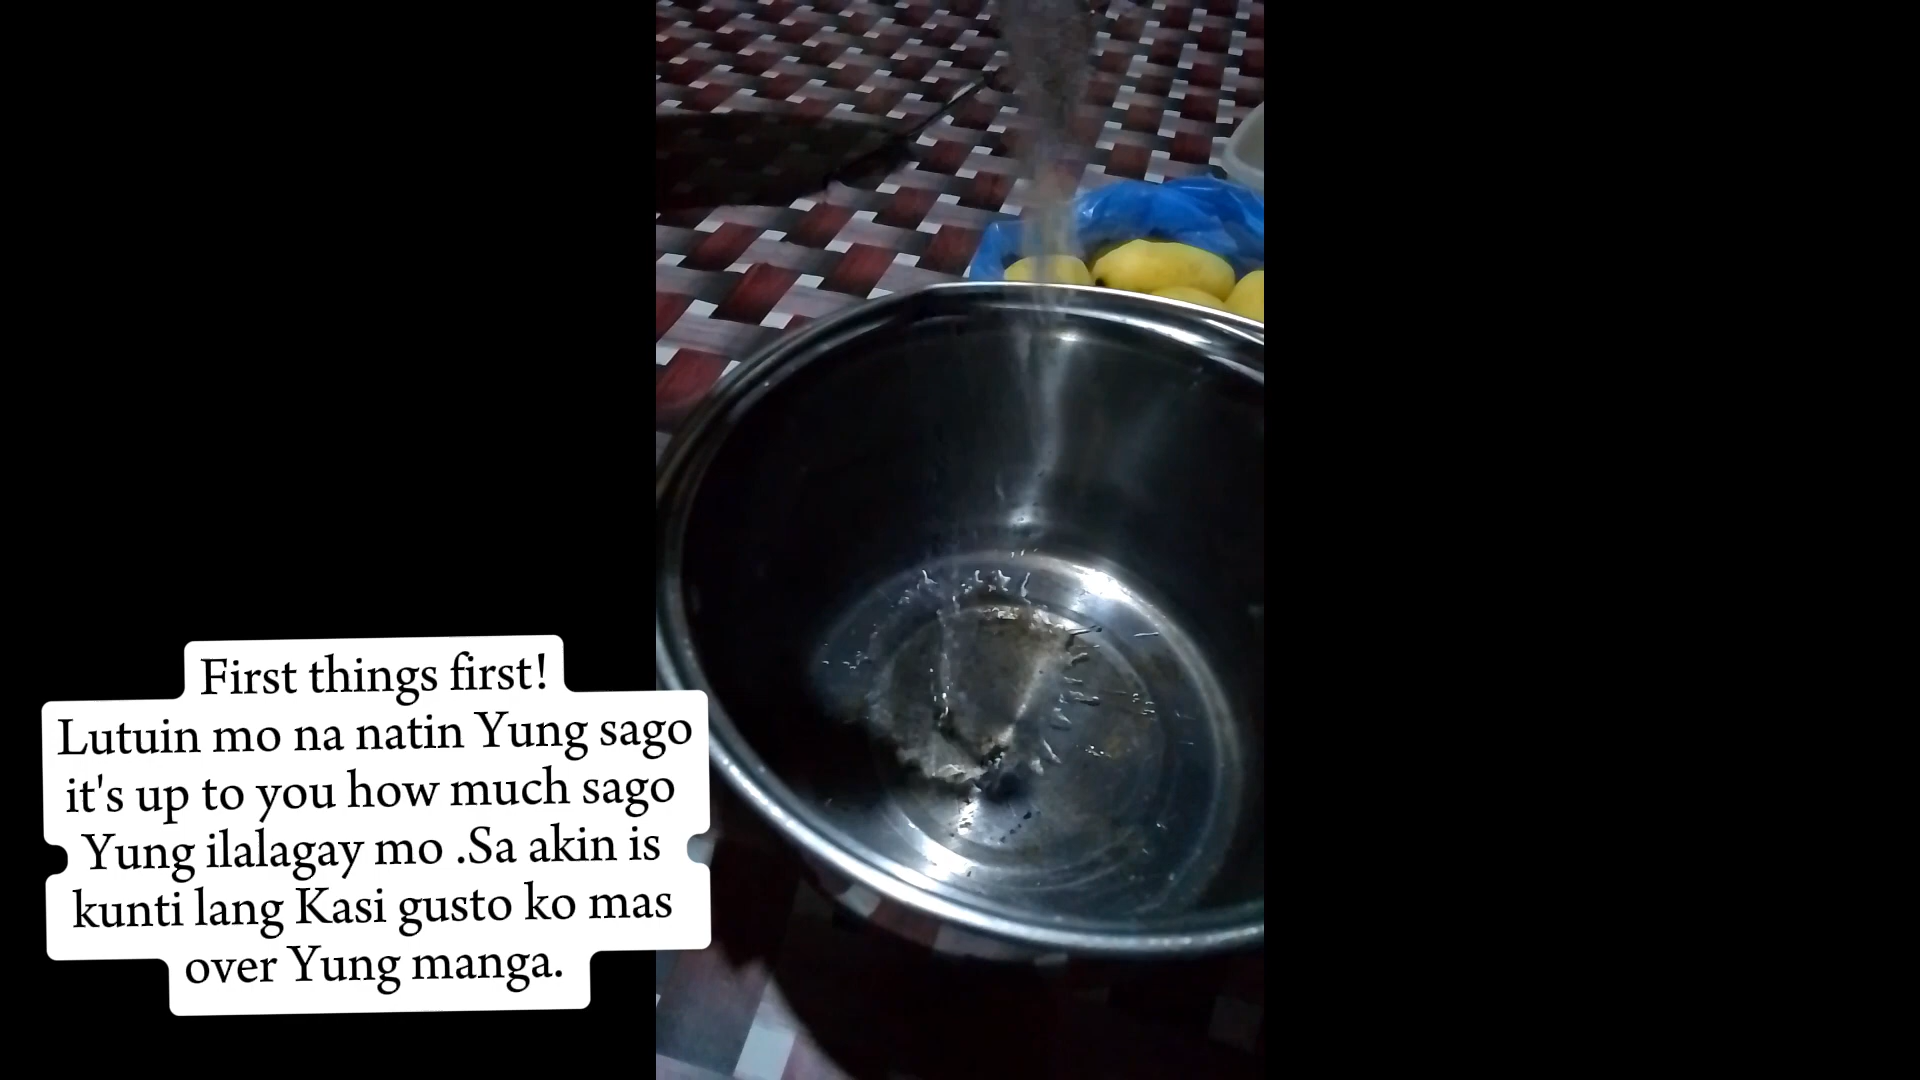 First things first!
Lutuin mo na natin Yung sago
it's up to you how much sago
Yung ilalagay mo .Sa akin is
kunti lang Kasi gusto ko mas
over Yung manga.